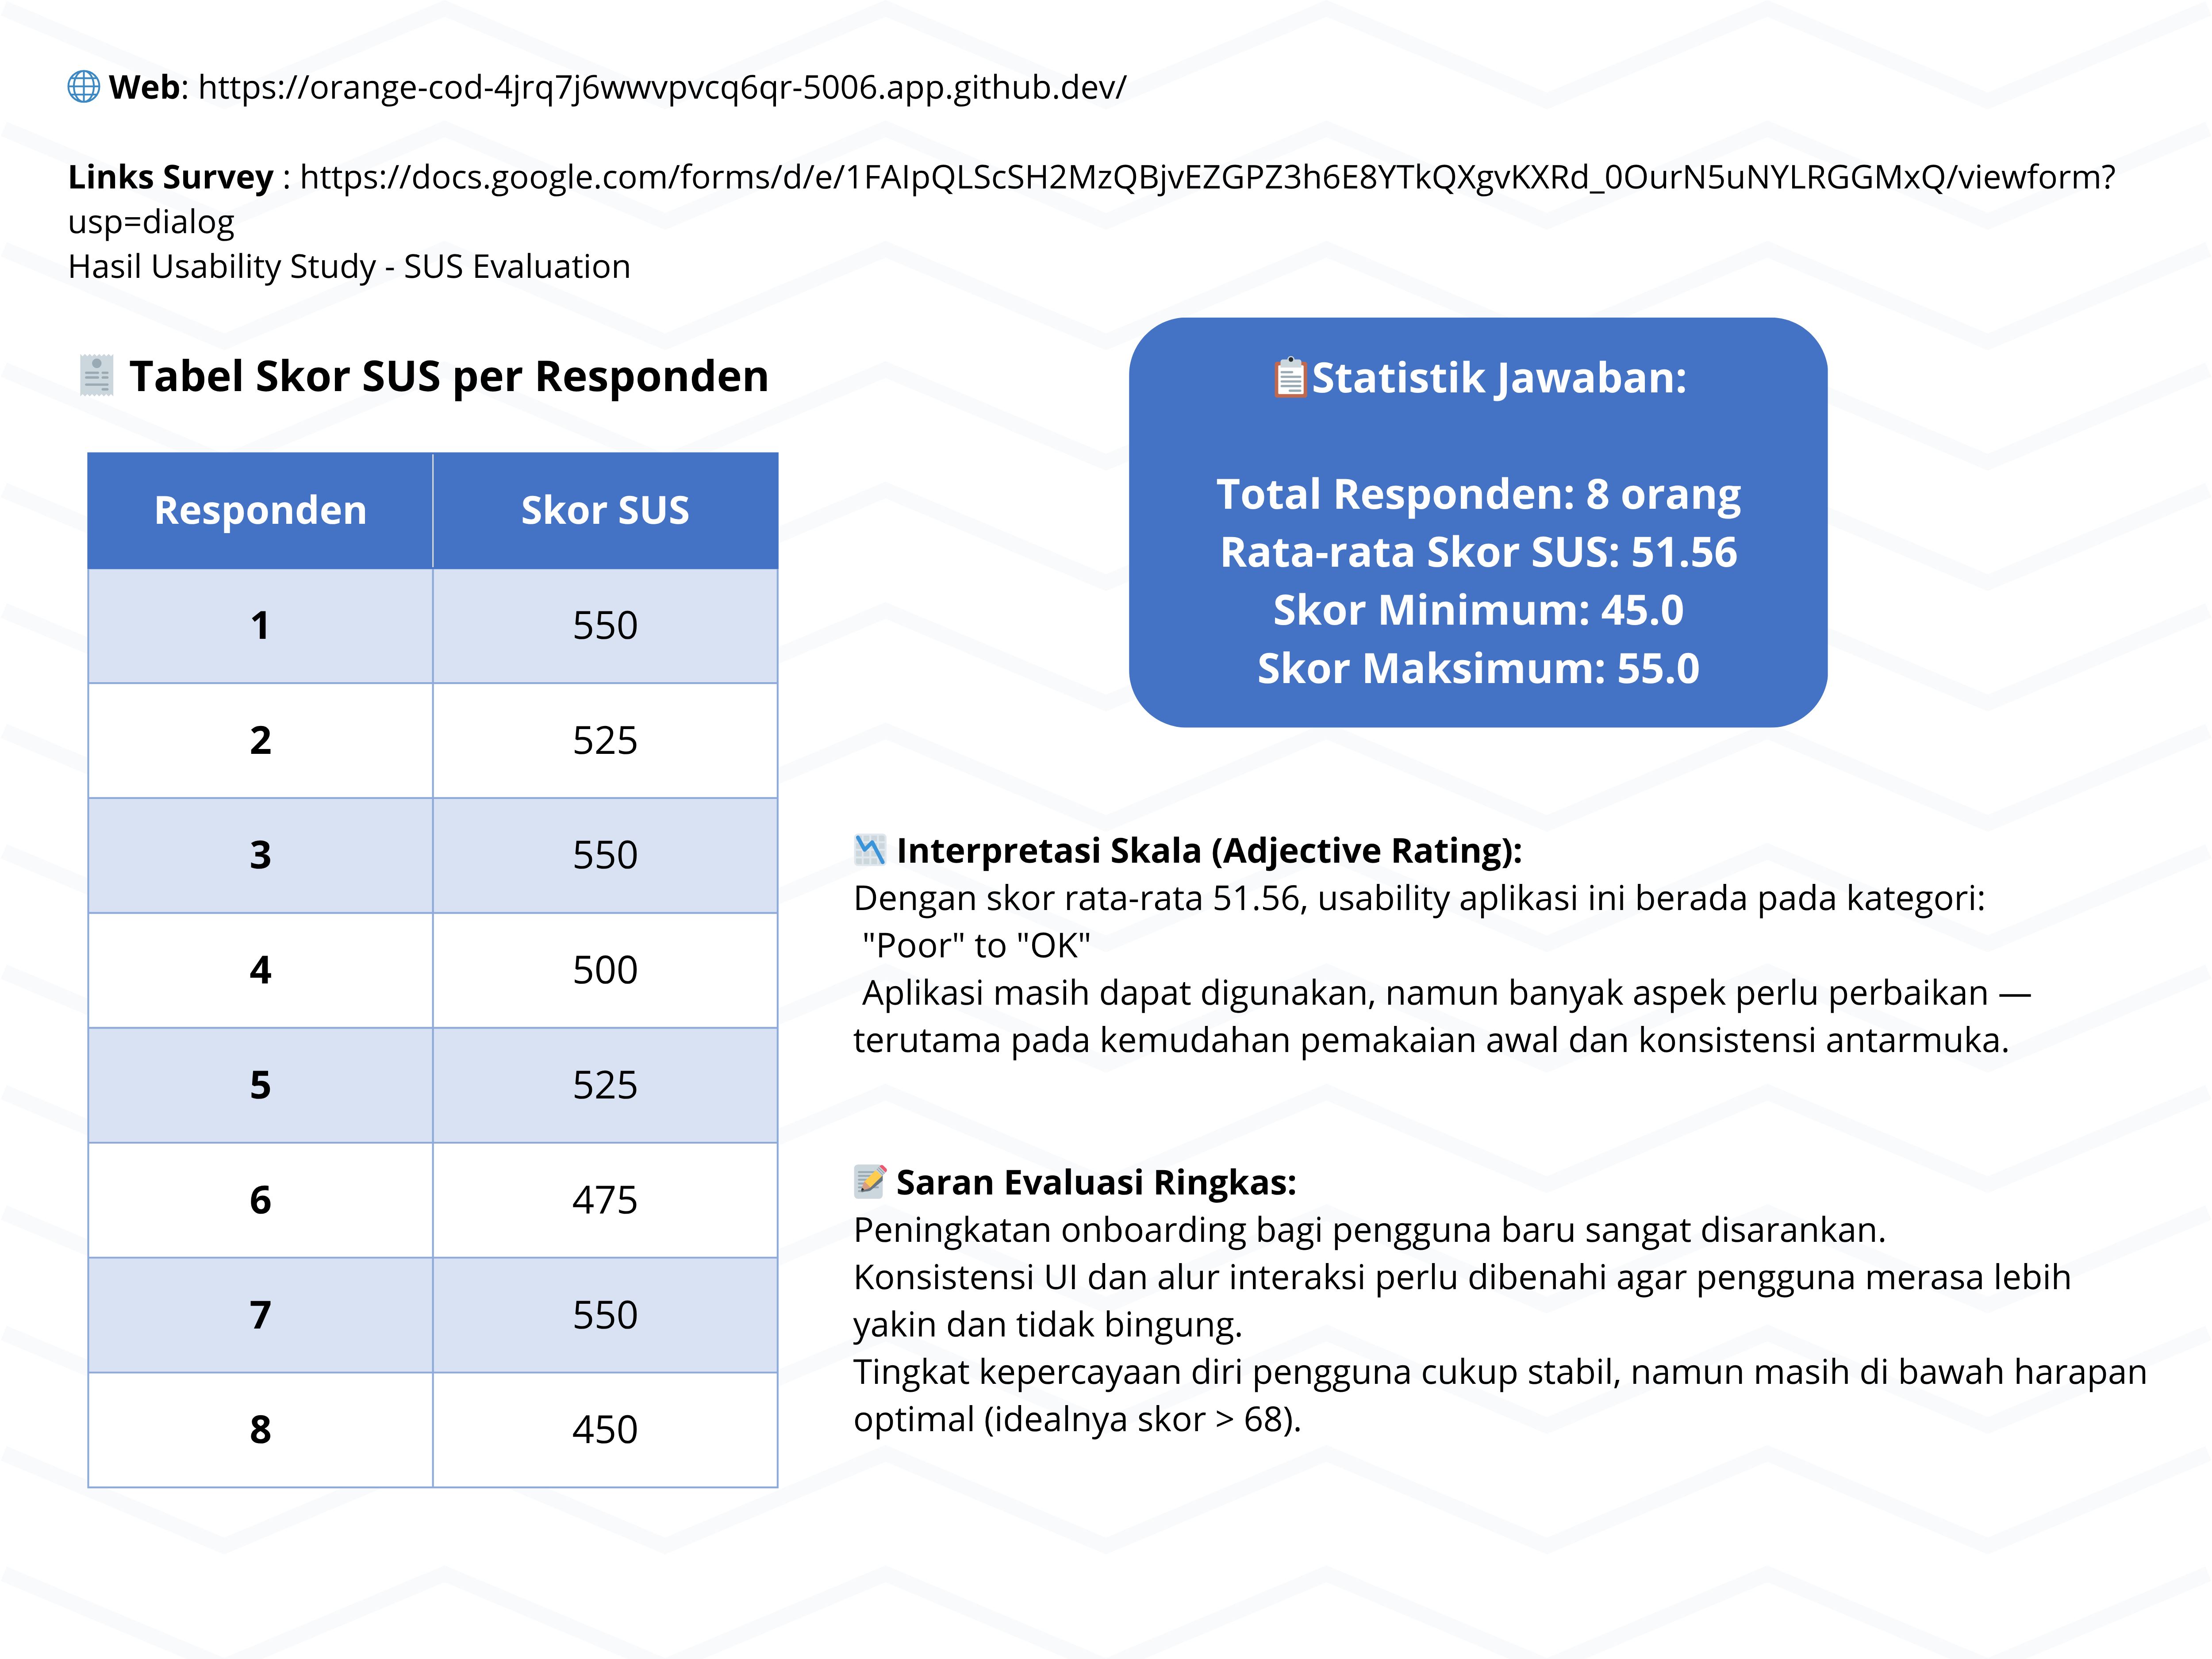 Web: https://orange-cod-4jrq7j6wwvpvcq6qr-5006.app.github.dev/
Links Survey : https://docs.google.com/forms/d/e/1FAIpQLScSH2MzQBjvEZGPZ3h6E8YTkQXgvKXRd_0OurN5uNYLRGGMxQ/viewform?
usp=dialog
Hasil Usability Study - SUS Evaluation
Tabel Skor SUS per Responden
Responden Skor SUS
1 550
2 525
3 550
4 500
5 525
6 475
7 550
8 450
Statistik Jawaban:
Total Responden: 8 orang
Rata-rata Skor SUS: 51.56
Skor Minimum: 45.0
Skor Maksimum: 55.0
Interpretasi Skala (Adjective Rating):
Dengan skor rata-rata 51.56, usability aplikasi ini berada pada kategori:
"Poor" to "OK"
Aplikasi masih dapat digunakan, namun banyak aspek perlu perbaikan —
terutama pada kemudahan pemakaian awal dan konsistensi antarmuka.
Saran Evaluasi Ringkas:
Peningkatan onboarding bagi pengguna baru sangat disarankan.
Konsistensi UI dan alur interaksi perlu dibenahi agar pengguna merasa lebih
yakin dan tidak bingung.
Tingkat kepercayaan diri pengguna cukup stabil, namun masih di bawah harapan
optimal (idealnya skor > 68).